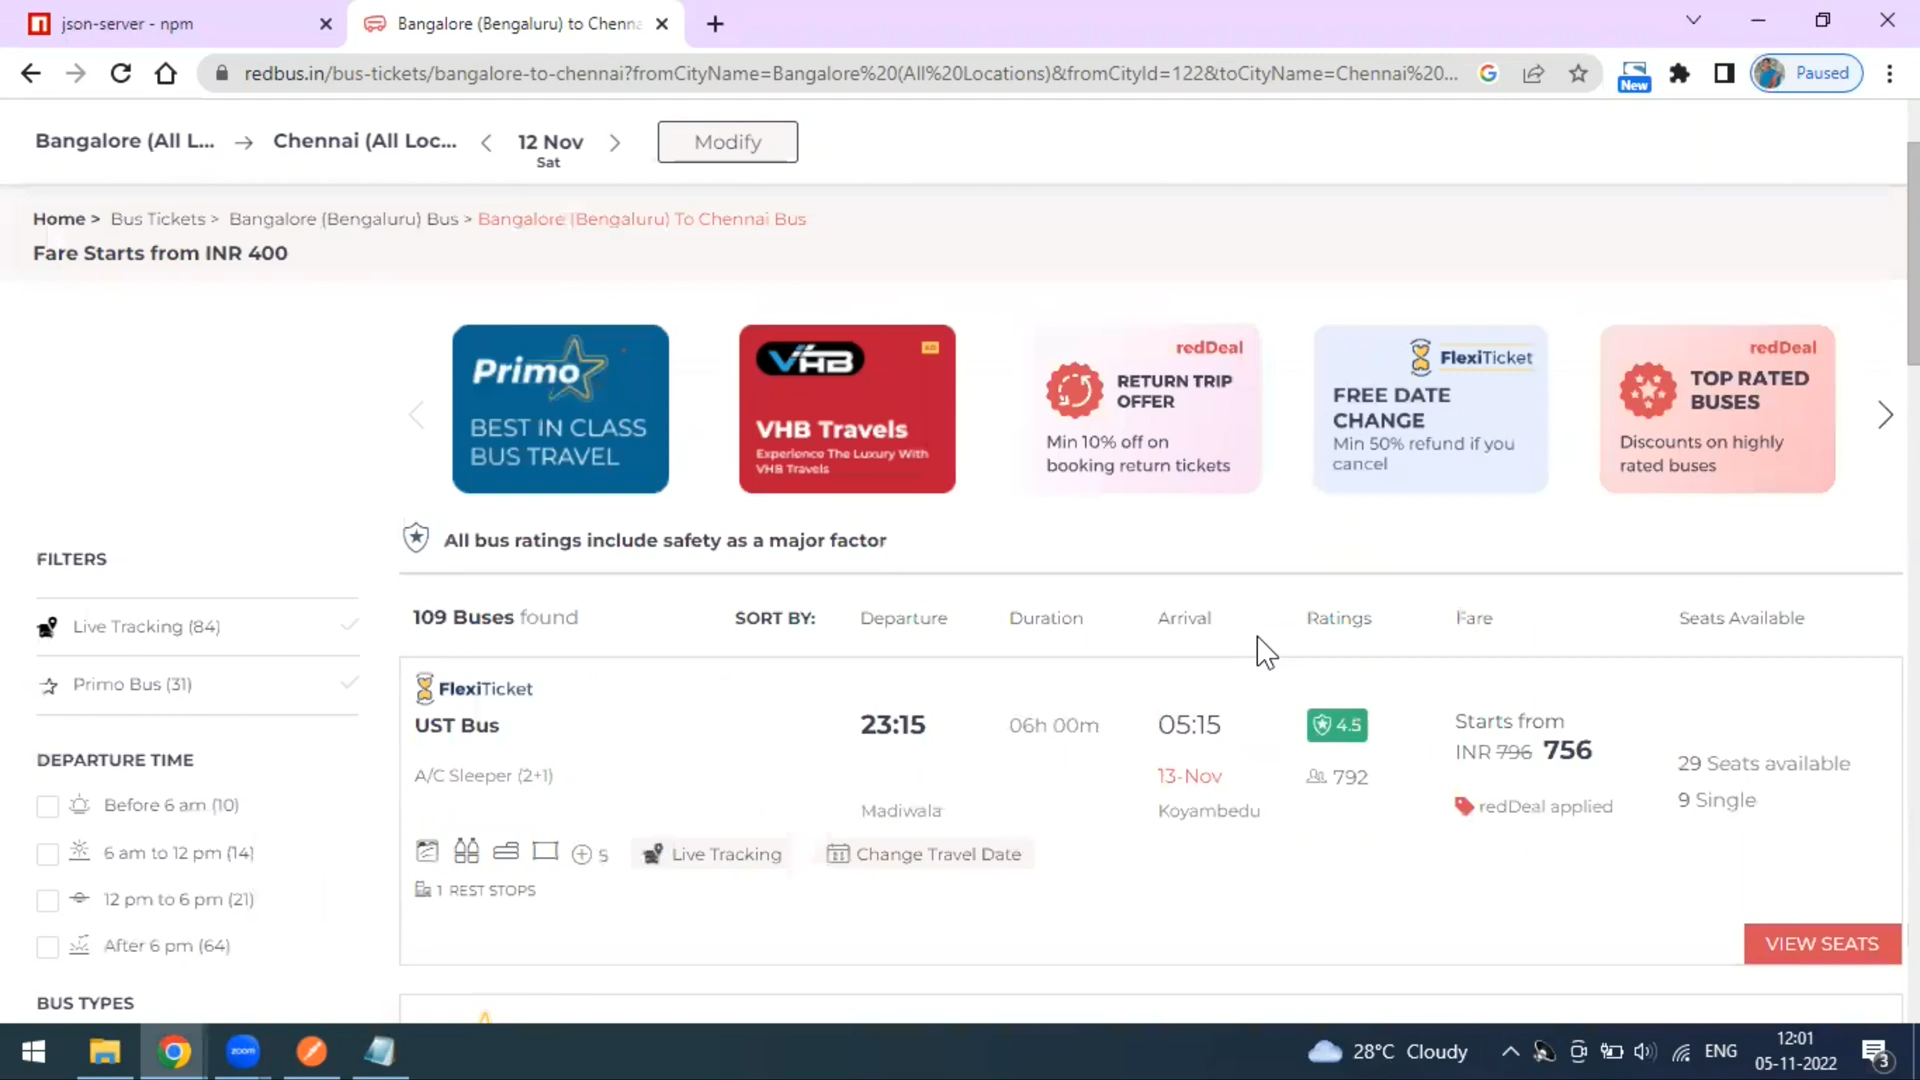 json-server - npm
Bangalore (Bengaluru) to Chenna
redbus.in/bus-tickets/bangalore-to-chennai?fromCityName=Bangalore%20(All%20Locations)&fromCityId=122&toCityName=Chennai%20...
New
Paused
Bangalore (All L... → Chennai (All Loc... < 12 Nov > Modify
Sat
Home > Bus Tickets > Bangalore (Bengaluru) Bus > Bangalore (Bengaluru) To Chennai Bus
Fare Starts from INR 400
Primo
BEST IN CLASS
BUS TRAVEL
VHB
AD
VHB Travels
Experience The Luxury With
VHB Travels
redDeal
RETURN TRIP
OFFER
Min 10% off on
booking return tickets
FlexiTicket
FREE DATE
CHANGE
Min 50% refund if you
cancel
redDeal
TOP RATED
BUSES
Discounts on highly
rated buses
All bus ratings include safety as a major factor
FILTERS
Live Tracking (84)
Primo Bus (31)
DEPARTURE TIME
Before 6 am (10)
6 am to 12 pm (14)
12 pm to 6 pm (21)
After 6 pm (64)
BUS TYPES
109 Buses found SORT BY: Departure Duration Arrival Ratings Fare Seats Available
FlexiTicket
UST Bus 23:15 06h 00m 05:15 4.5 Starts from
INR 796 756
A/C Sleeper (2+1) 13-Nov 792 29 Seats available
9 Single
Madiwala Koyambedu redDeal applied
5 Live Tracking Change Travel Date
1 REST STOPS
VIEW SEATS
zoom
28°C Cloudy
ENG
12:01
05-11-2022
3